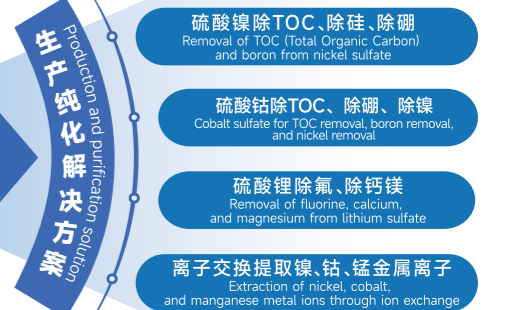 生产纯化解决方案
Production and purification solution
硫酸镍除TOC、除硅、除硼
Removal of TOC (Total Organic Carbon)
and boron from nickel sulfate
硫酸钴除TOC、除硼、除镍
Cobalt sulfate for TOC removal, boron removal,
and nickel removal
硫酸锂除氟、除钙镁
Removal of fluorine, calcium,
and magnesium from lithium sulfate
离子交换提取镍、钴、锰金属离子
Extraction of nickel, cobalt,
and manganese metal ions through ion exchange